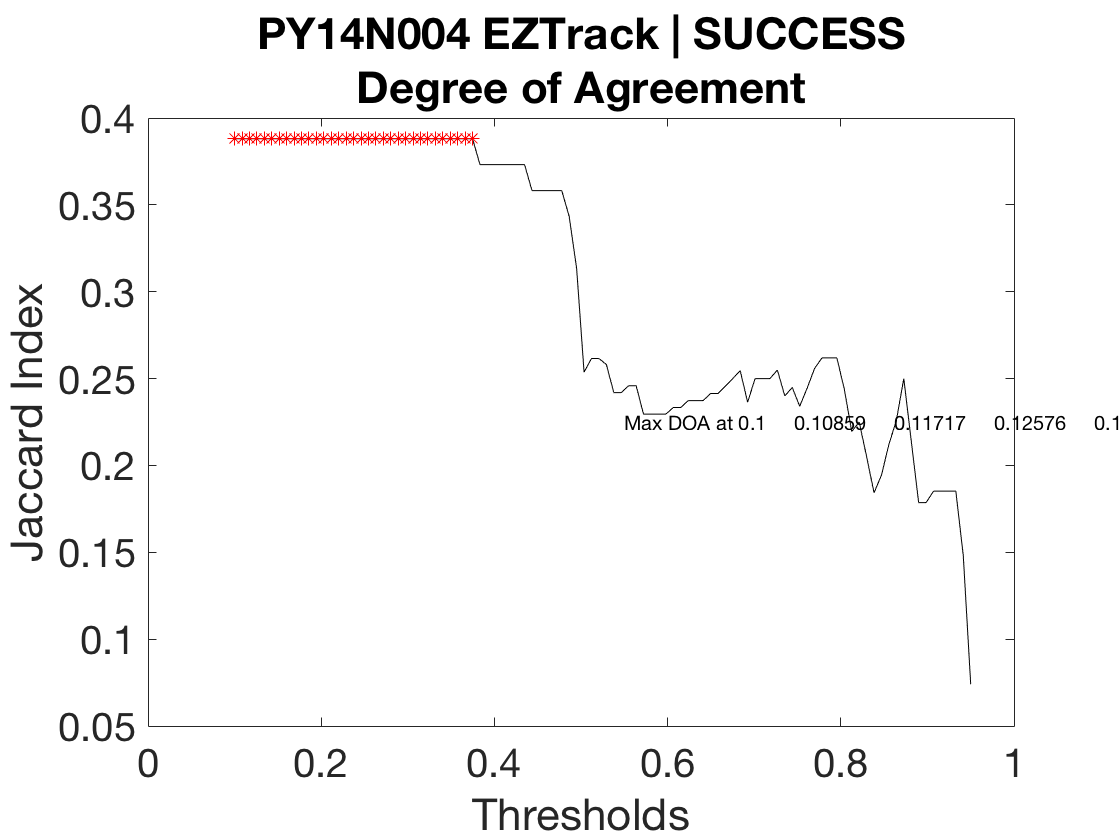 PY14N004 EZTrack | SUCCESS
Degree of Agreement
0.4
0.35
0.3
0.25
0.2
0.15
0.1
0.05
Jaccard Index
Max DOA at 0.1 0.10859 0.11717 0.12576 0.1
0 0.2 0.4 0.6 0.8 1
Thresholds